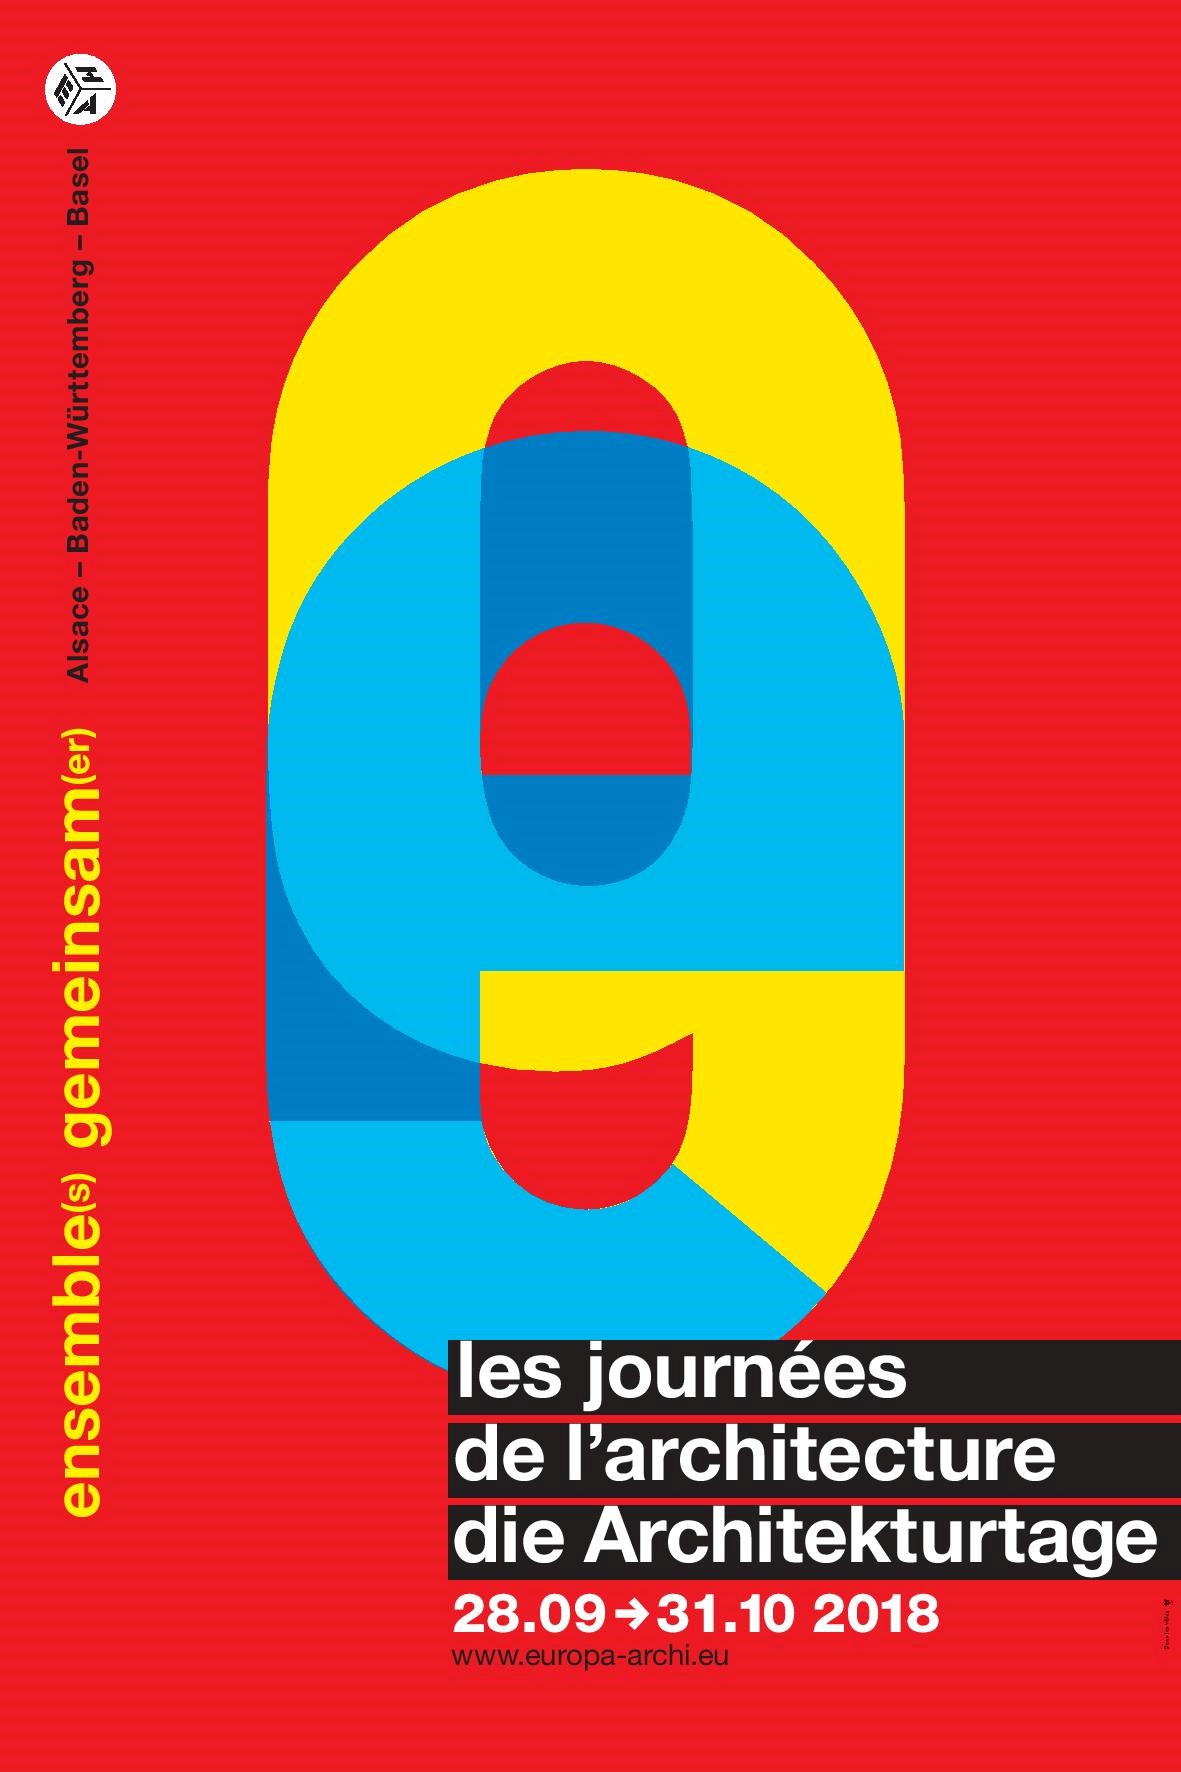 MEA
Alsace – Baden-Württemberg – Basel
ensemble(s) gemeinsam(er)
les journées
de l’architecture
die Architekturtage
28.09→31.10 2018
www.europa-archi.eu